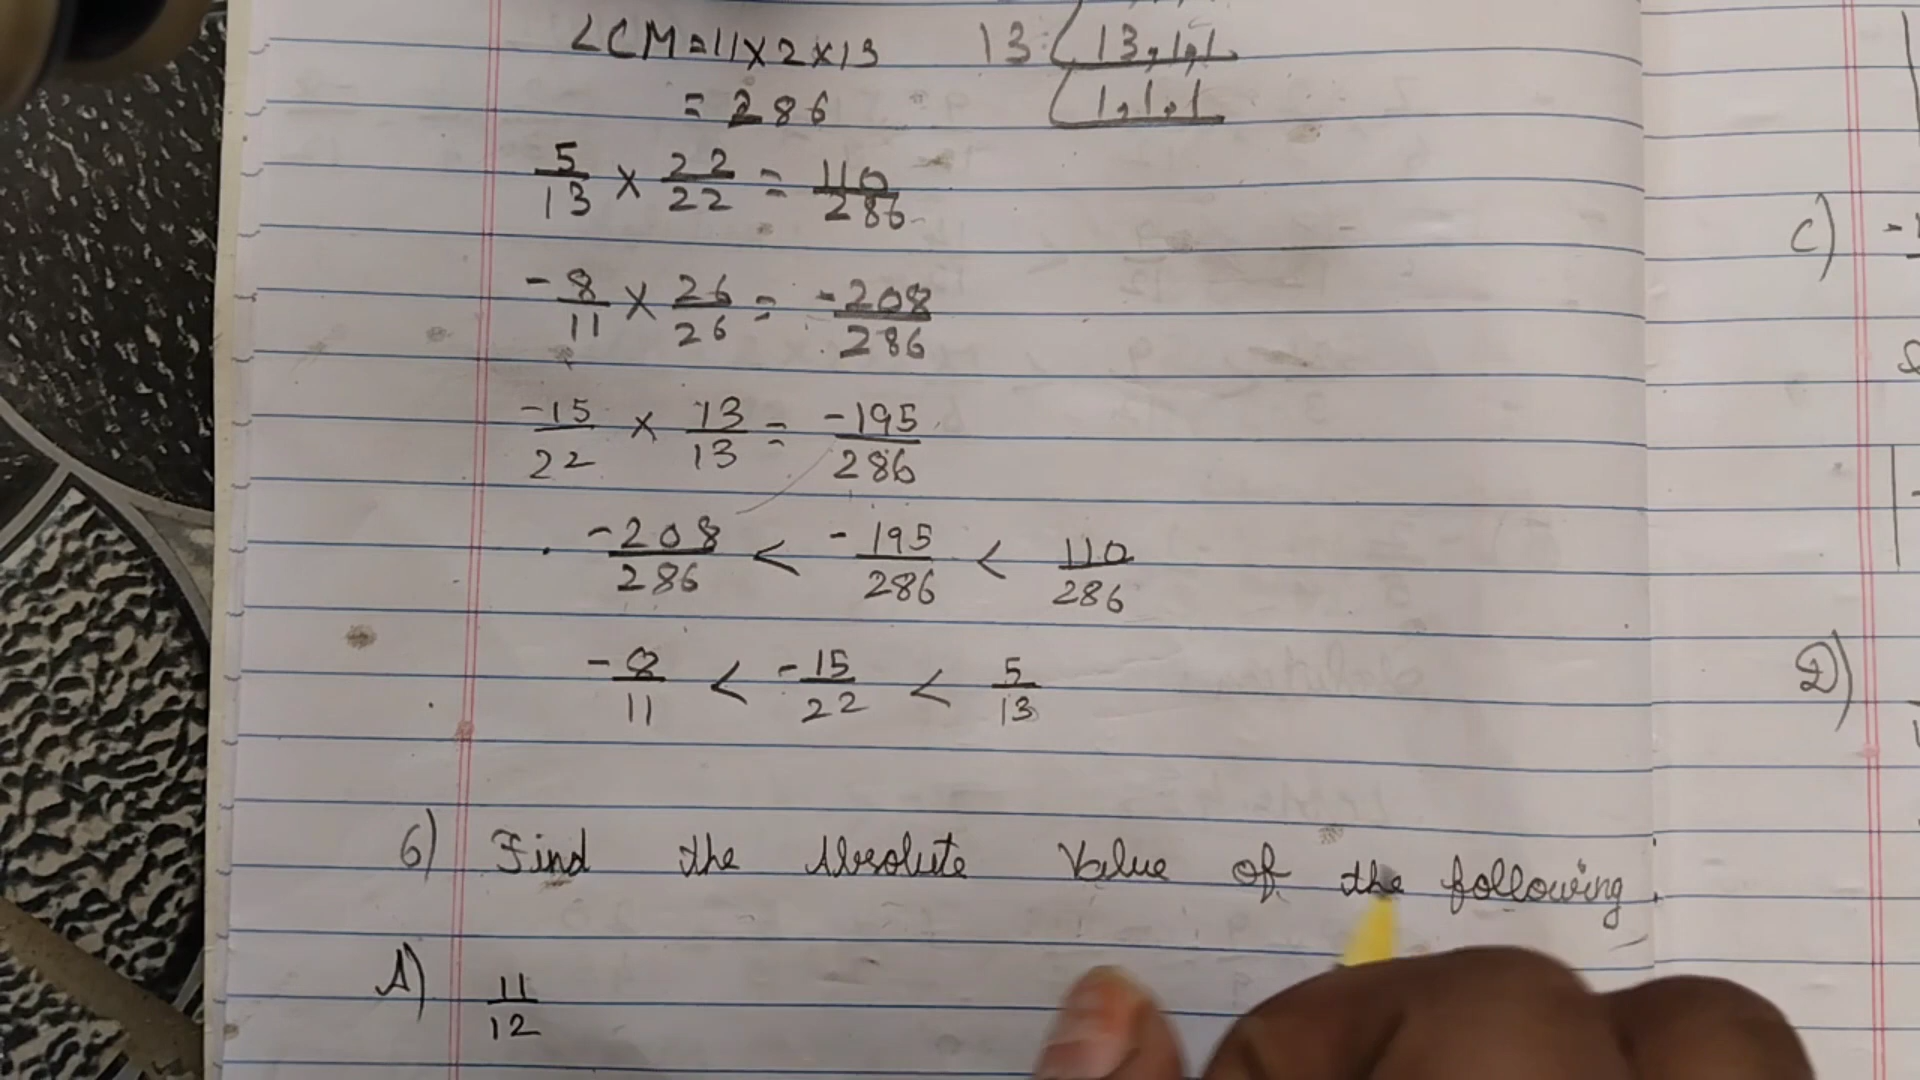 LCM=11×2×13 13 13,1,1
= 286 1,1,1
5/13 × 22/22 = 110/286
-8/11 × 26/26 = -208/286
-15/22 × 13/13 = -195/286
-208/286 < -195/286 < 110/286
-8/11 < -15/22 < 5/13
6) Find the Absolute Value of the following.
A) 11/12
C)
D)